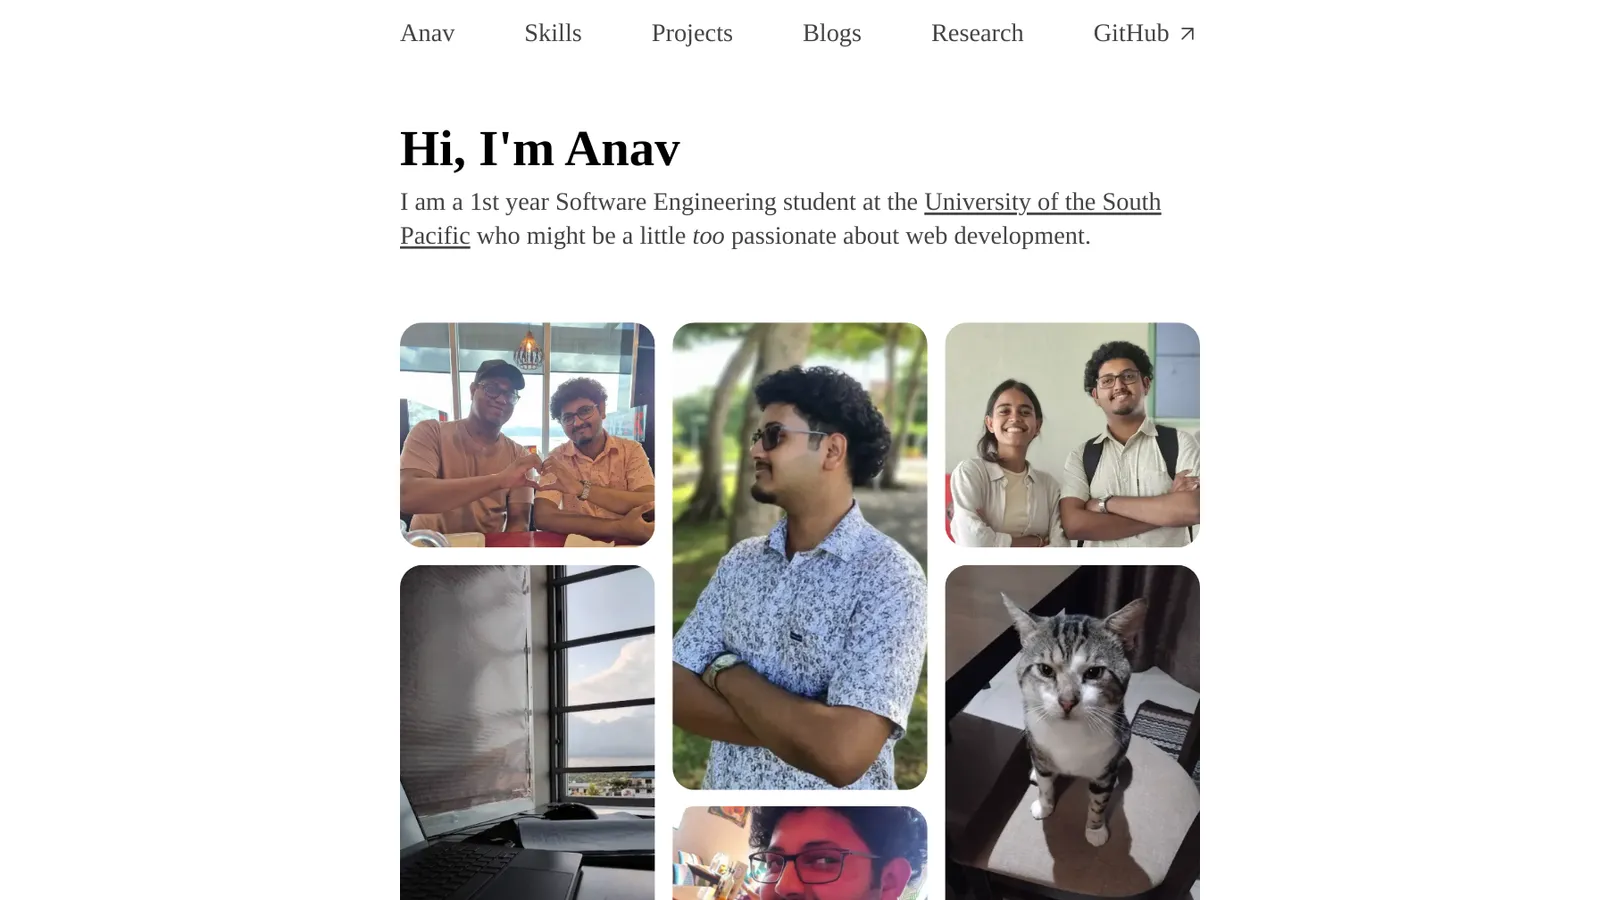 Anav Skills Projects Blogs Research GitHub
Hi, I'm Anav
I am a 1st year Software Engineering student at the University of the South
Pacific who might be a little too passionate about web development.